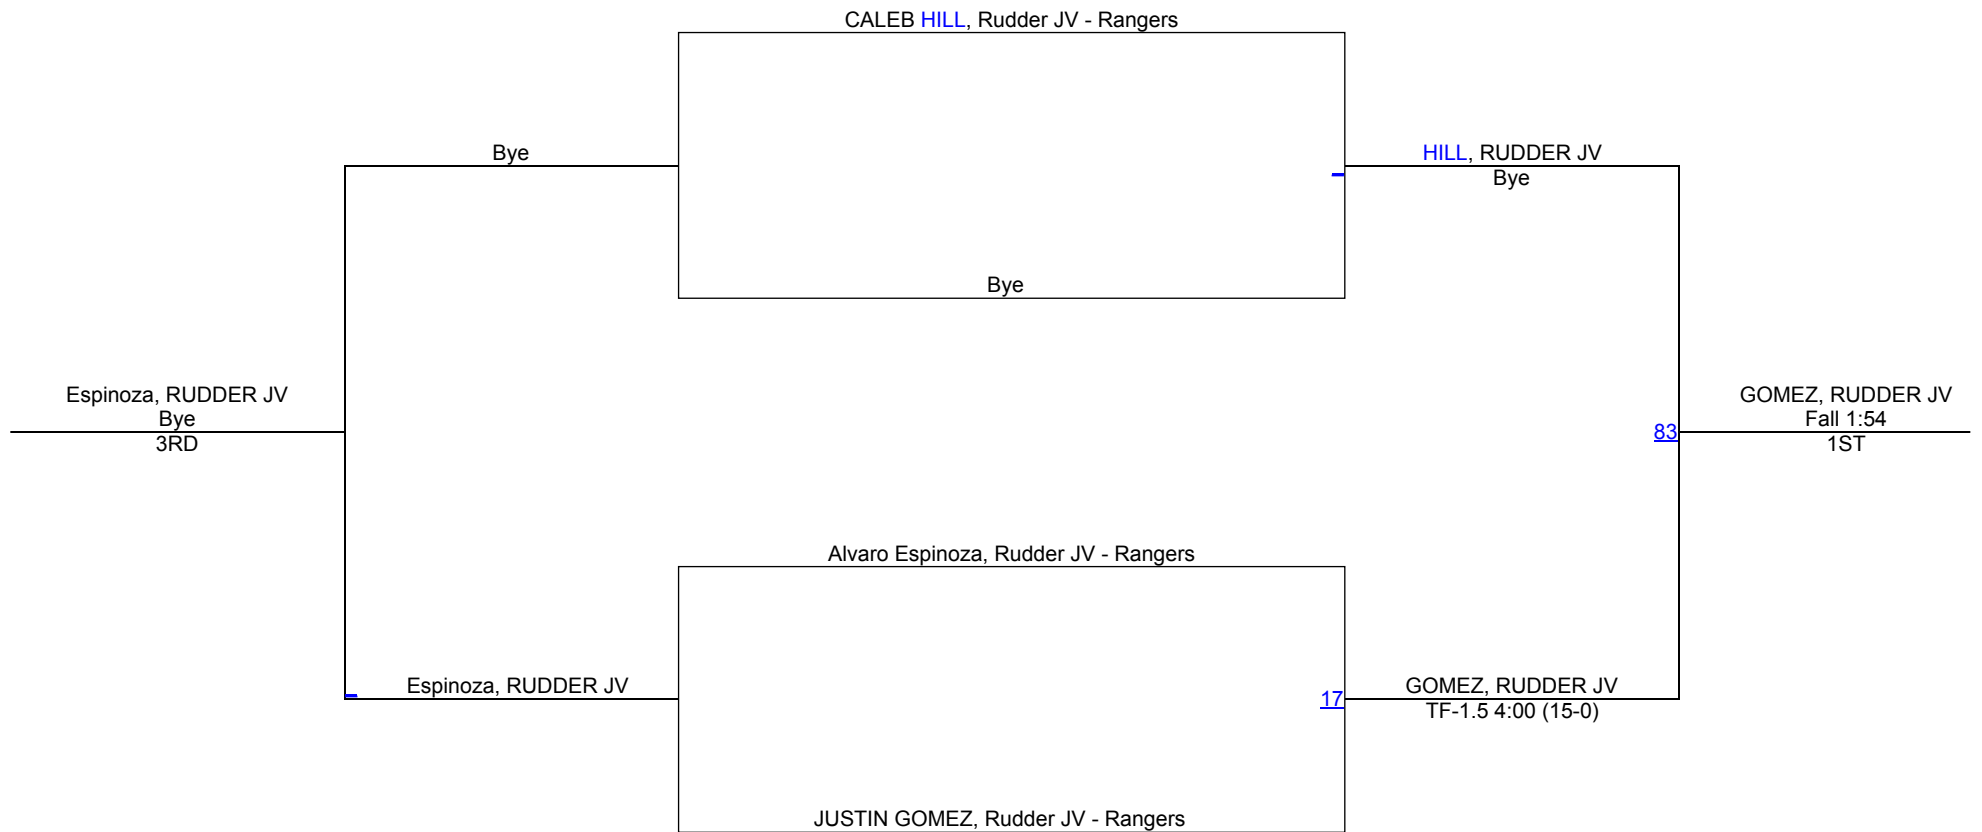 CALEB HILL, Rudder JV - Rangers
Bye
HILL, RUDDER JV
Bye
Bye
Espinoza, RUDDER JV
Bye
3RD
GOMEZ, RUDDER JV
Fall 1:54
1ST
83
Alvaro Espinoza, Rudder JV - Rangers
Espinoza, RUDDER JV
17
GOMEZ, RUDDER JV
TF-1.5 4:00 (15-0)
JUSTIN GOMEZ, Rudder JV - Rangers